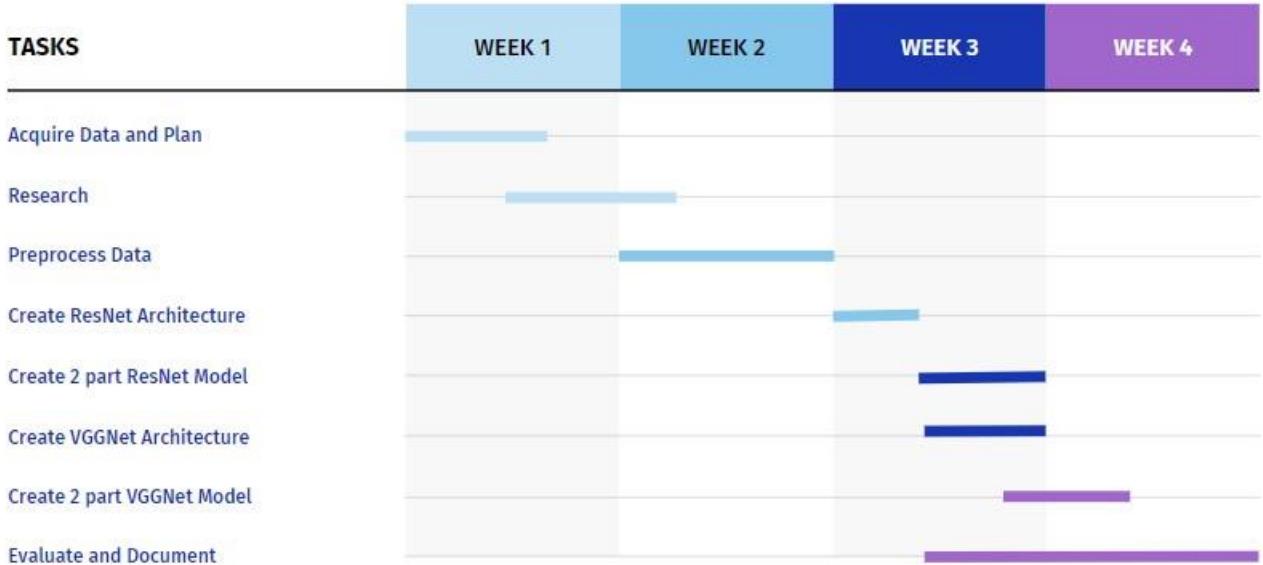 TASKS WEEK 1 WEEK 2 WEEK 3 WEEK 4
Acquire Data and Plan
Research
Preprocess Data
Create ResNet Architecture
Create 2 part ResNet Model
Create VGGNet Architecture
Create 2 part VGGNet Model
Evaluate and Document